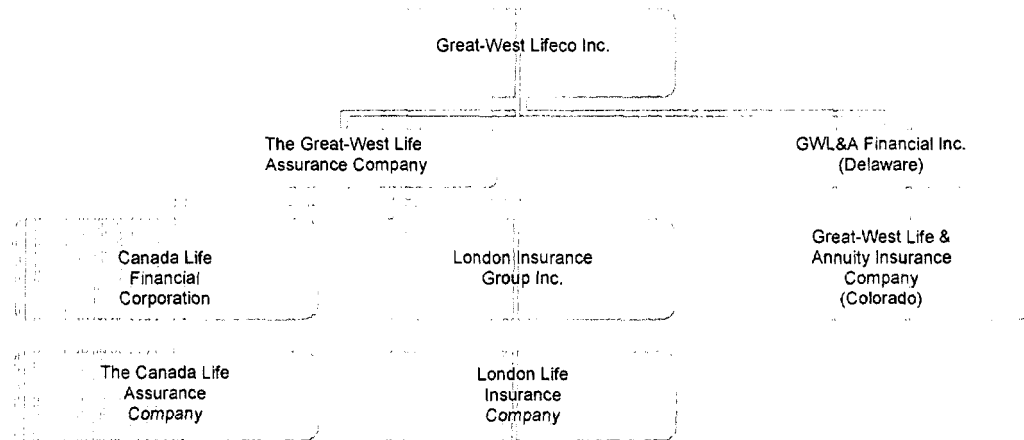 Great-West Lifeco Inc.
The Great-West Life
Assurance Company
GWL&A Financial Inc.
(Delaware)
Canada Life
Financial
Corporation
London Insurance
Group Inc.
Great-West Life &
Annuity Insurance
Company
(Colorado)
The Canada Life
Assurance
Company
London Life
Insurance
Company